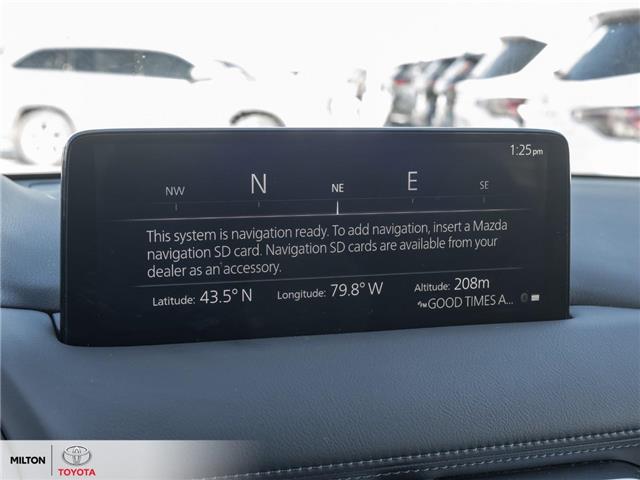 1:25pm
NW N NE E SE
This system is navigation ready. To add navigation, insert a Mazda
navigation SD card. Navigation SD cards are available from your
dealer as an accessory.
Latitude: 43.5° N Longitude: 79.8° W Altitude: 208m
GOOD TIMES A...
MILTON TOYOTA